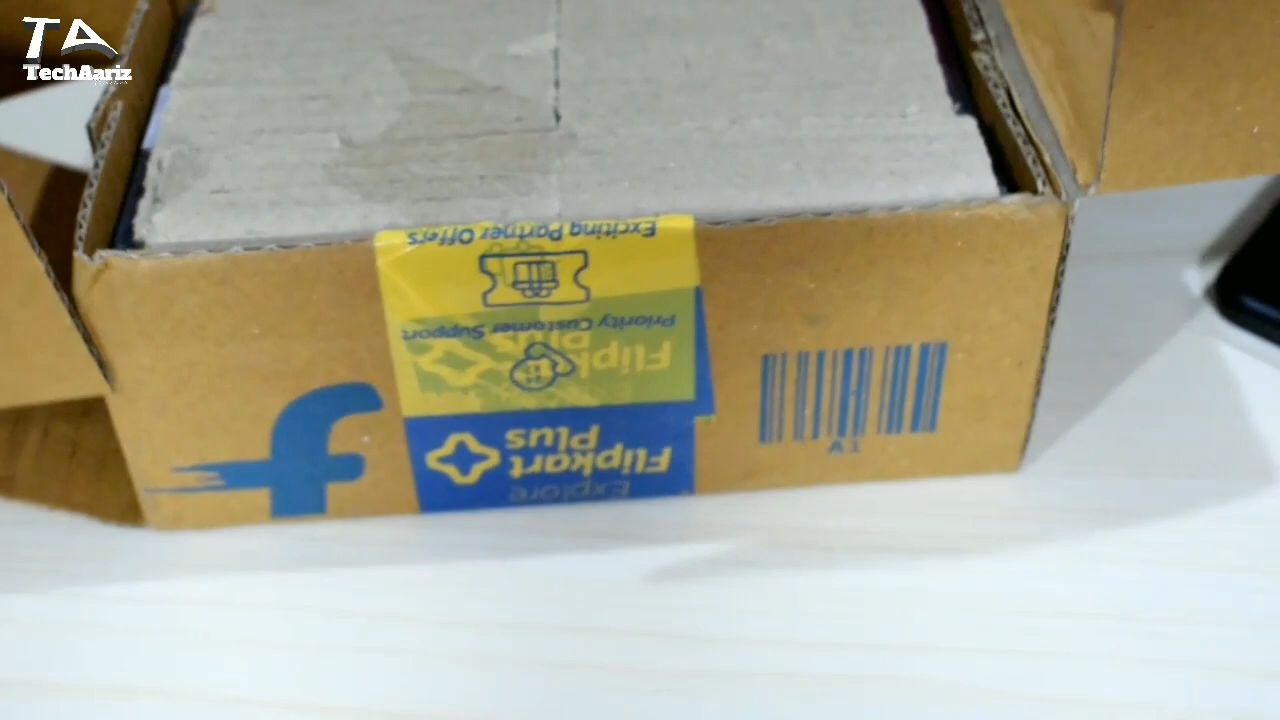 TA
TechAariz
Exciting Partner Offers
Priority Customer Support
Flipkart
Plus
Flipkart
Plus
Explore
f
A1